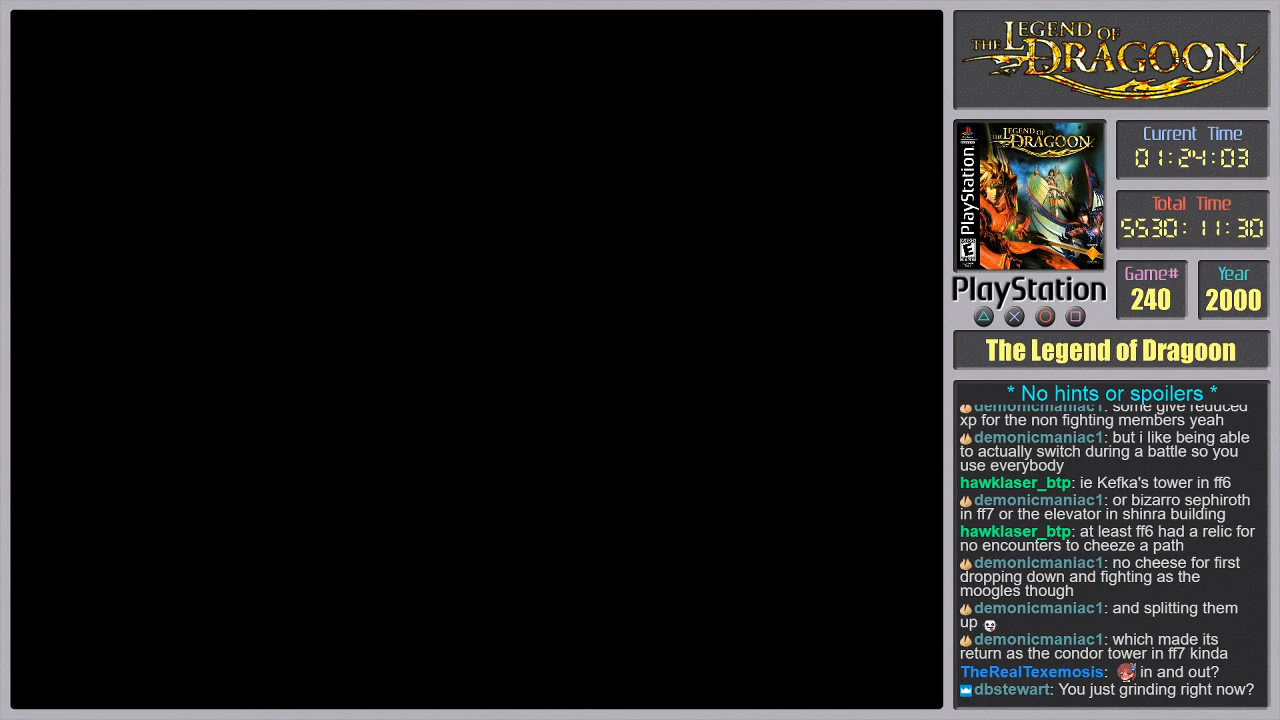 THE LEGEND OF
DRAGOON
PlayStation
THE LEGEND OF
DRAGOON
E
PlayStation
Current Time
01:24:03
Total Time
5530:11:30
Game#
240
Year
2000
The Legend of Dragoon
* No hints or spoilers *
demonicmaniac1: some give reduced
xp for the non fighting members yeah
demonicmaniac1: but i like being able
to actually switch during a battle so you
use everybody
hawklaser_btp: ie Kefka's tower in ff6
demonicmaniac1: or bizarro sephiroth
in ff7 or the elevator in shinra building
hawklaser_btp: at least ff6 had a relic for
no encounters to cheeze a path
demonicmaniac1: no cheese for first
dropping down and fighting as the
moogles though
demonicmaniac1: and splitting them
up
demonicmaniac1: which made its
return as the condor tower in ff7 kinda
TheRealTexemosis: in and out?
dbstewart: You just grinding right now?